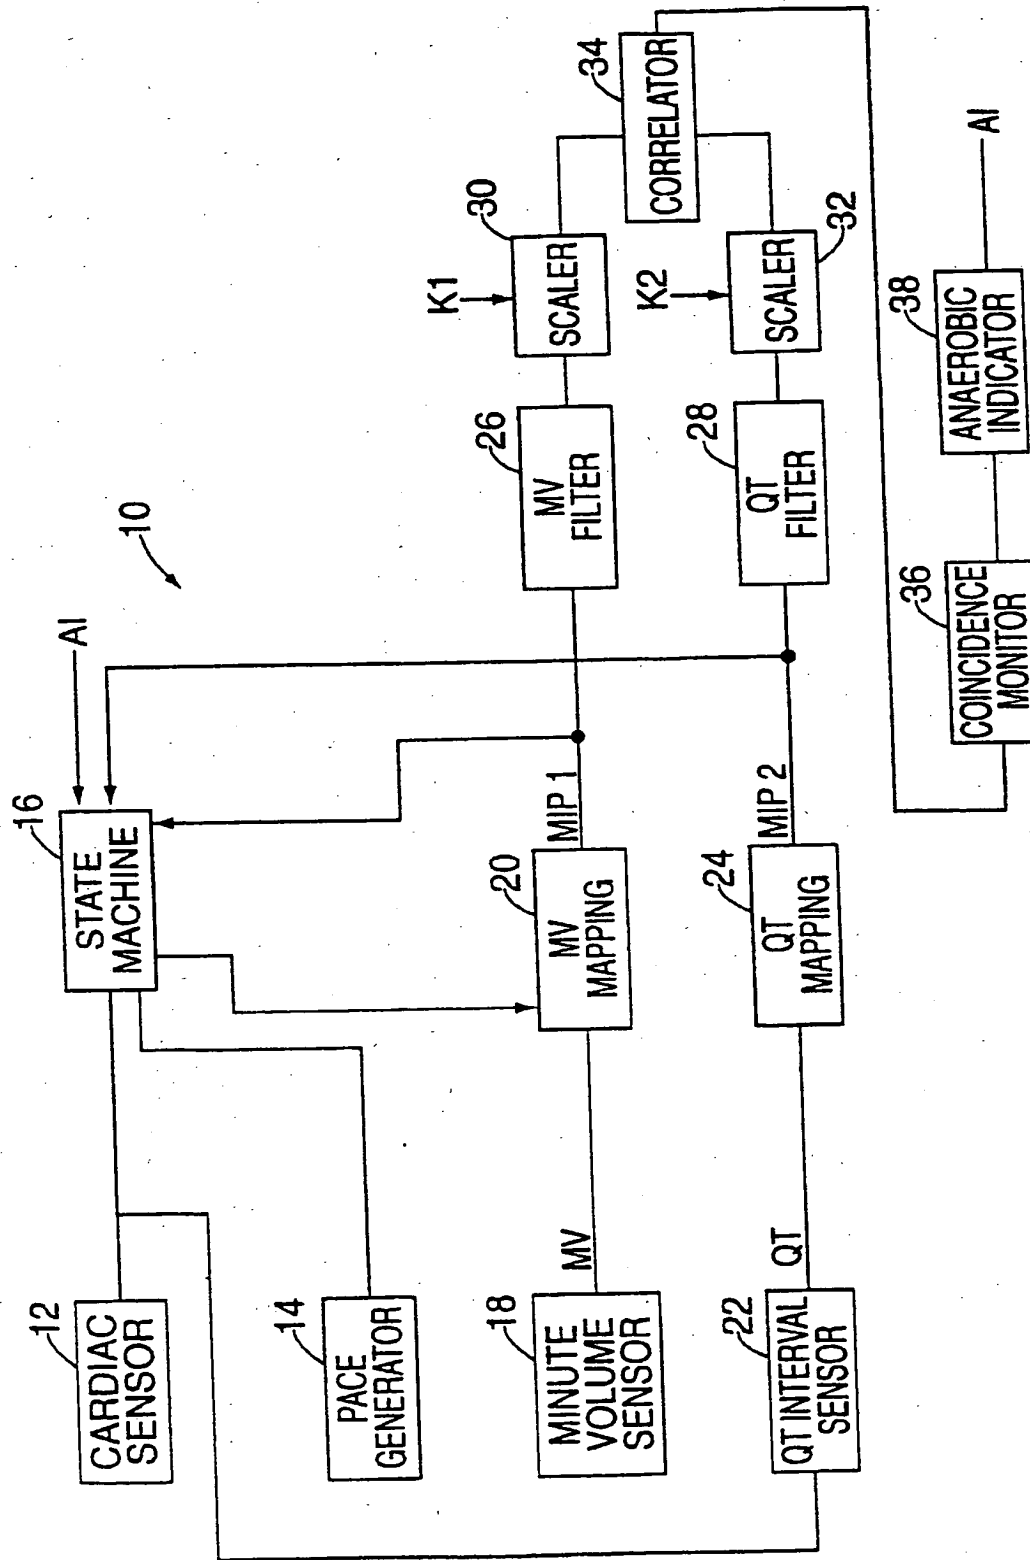 10
12
CARDIAC
SENSOR
14
PACE
GENERATOR
16
STATE
MACHINE
AI
18
MINUTE
VOLUME
SENSOR
MV
20
MV
MAPPING
MIP 1
26
MV
FILTER
K1
30
SCALER
34
CORRELATOR
22
QT INTERVAL
SENSOR
QT
24
QT
MAPPING
MIP 2
28
QT
FILTER
K2
32
SCALER
36
COINCIDENCE
MONITOR
38
ANAEROBIC
INDICATOR
AI